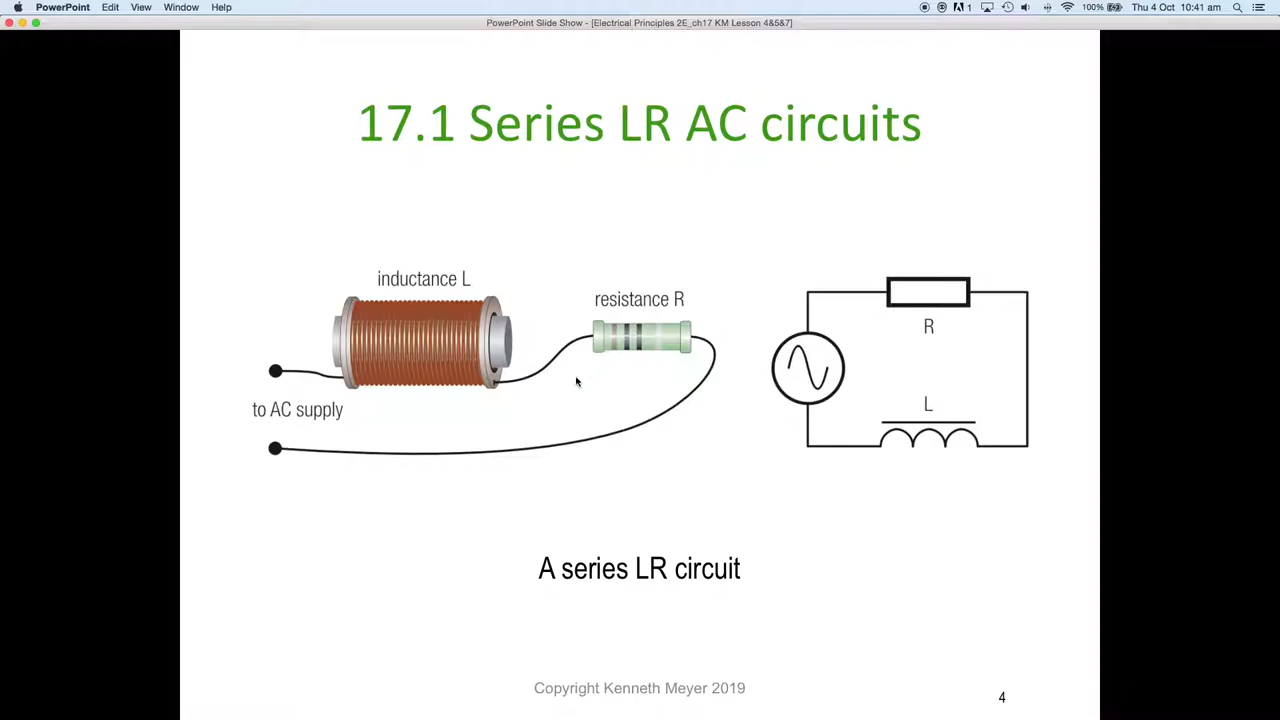 PowerPoint Edit View Window Help 1 100% Thu 4 Oct 10:41 am
PowerPoint Slide Show - [Electrical Principles 2E_ch17 KM Lesson 4&5&7]
17.1 Series LR AC circuits
inductance L
resistance R
to AC supply
R
L
A series LR circuit
Copyright Kenneth Meyer 2019
4